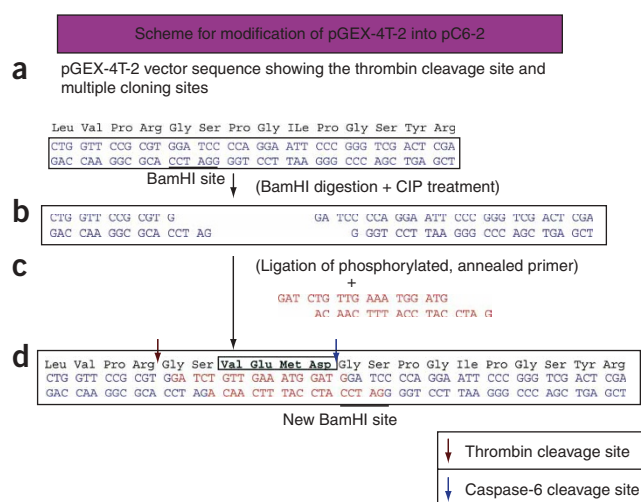 Scheme for modification of pGEX-4T-2 into pC6-2
a
pGEX-4T-2 vector sequence showing the thrombin cleavage site and
multiple cloning sites
Leu Val Pro Arg Gly Ser Pro Gly ILe Pro Gly Ser Tyr Arg
CTG GTT CCG CGT GGA TCC CCA GGA ATT CCC GGG TCG ACT CGA
GAC CAA GGC GCA CCT AGG GGT CCT TAA GGG CCC AGC TGA GCT
BamHI site
(BamHI digestion + CIP treatment)
b
CTG GTT CCG CGT G GA TCC CCA GGA ATT CCC GGG TCG ACT CGA
GAC CAA GGC GCA CCT AG G GGT CCT TAA GGG CCC AGC TGA GCT
c
(Ligation of phosphorylated, annealed primer)
+
GAT CTG TTG AAA TGG ATG
AC AAC TTT ACC TAC CTA G
d
Leu Val Pro Arg Gly Ser Val Glu Met Asp Gly Ser Pro Gly Ile Pro Gly Ser Tyr Arg
CTG GTT CCG CGT GGA TCT GTT GAA ATG GAT GGA TCC CCA GGA ATT CCC GGG TCG ACT CGA
GAC CAA GGC GCA CCT AGA CAA CTT TAC CTA CCT AGG GGT CCT TAA GGG CCC AGC TGA GCT
New BamHI site
Thrombin cleavage site
Caspase-6 cleavage site